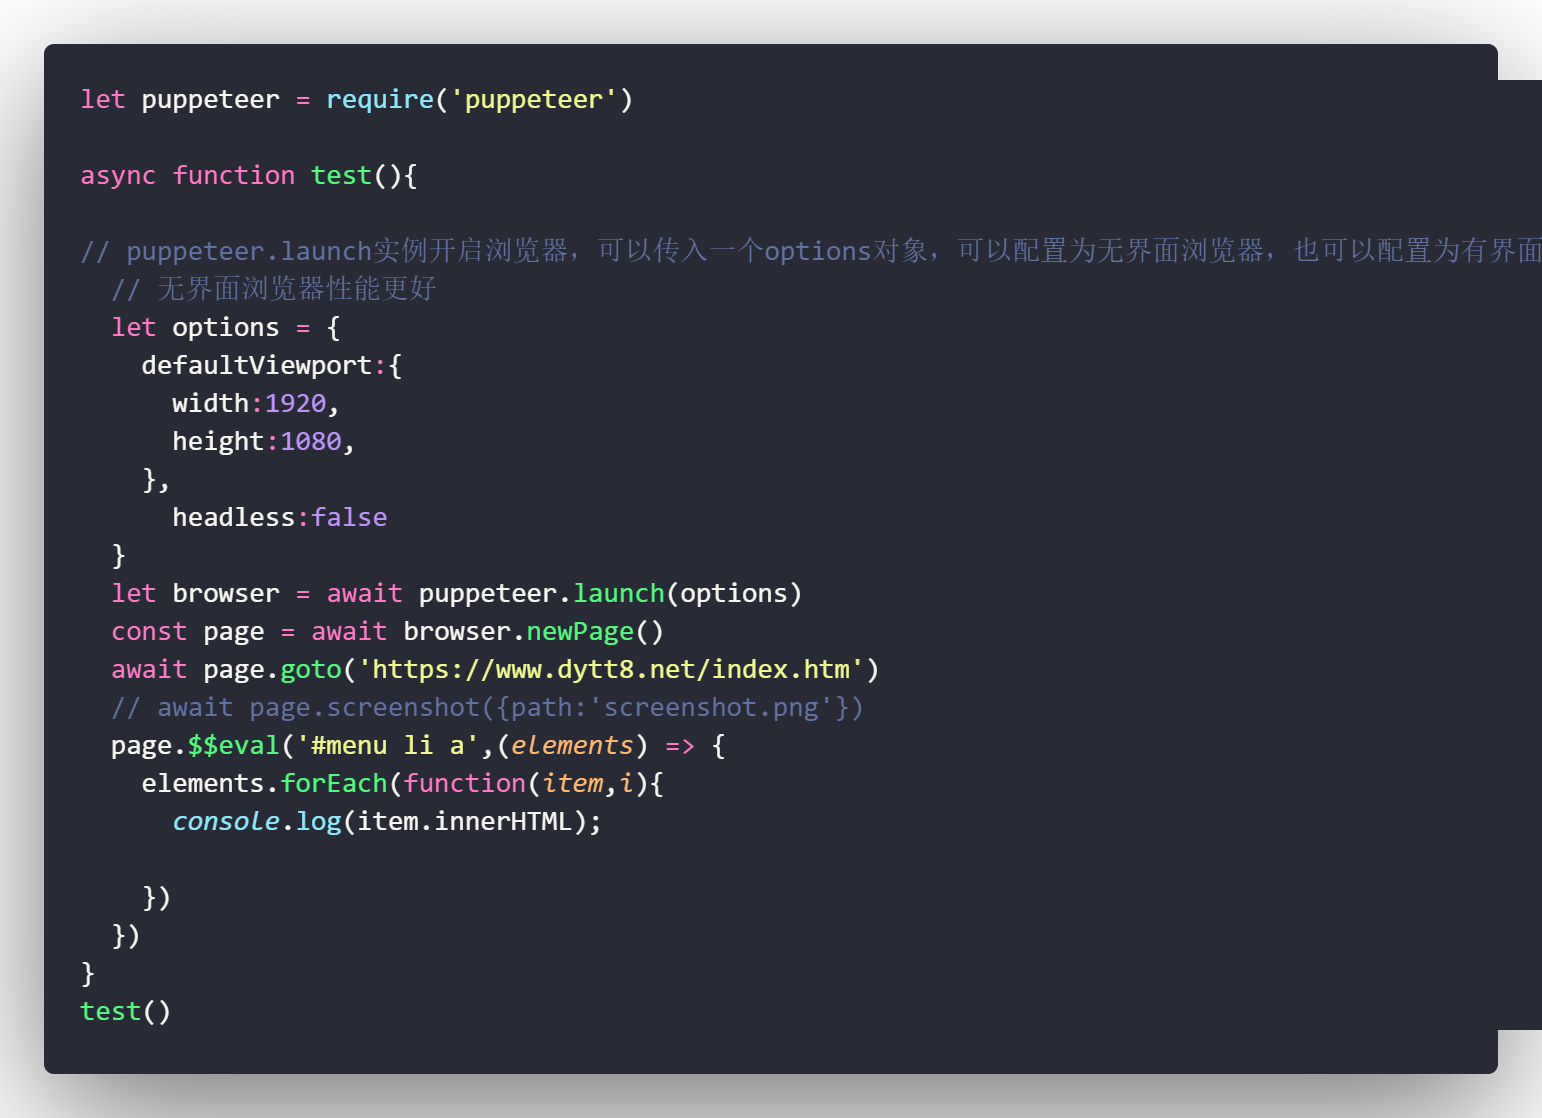 let puppeteer = require('puppeteer')
async function test(){
// puppeteer.launch实例开启浏览器，可以传入一个options对象，可以配置为无界面浏览器，也可以配置为有界面
// 无界面浏览器性能更好
let options = {
defaultViewport:{
width:1920,
height:1080,
},
headless:false
}
let browser = await puppeteer.launch(options)
const page = await browser.newPage()
await page.goto('https://www.dytt8.net/index.htm')
// await page.screenshot({path:'screenshot.png'})
page.$$eval('#menu li a',(elements) => {
elements.forEach(function(item,i){
console.log(item.innerHTML);
})
})
}
test()